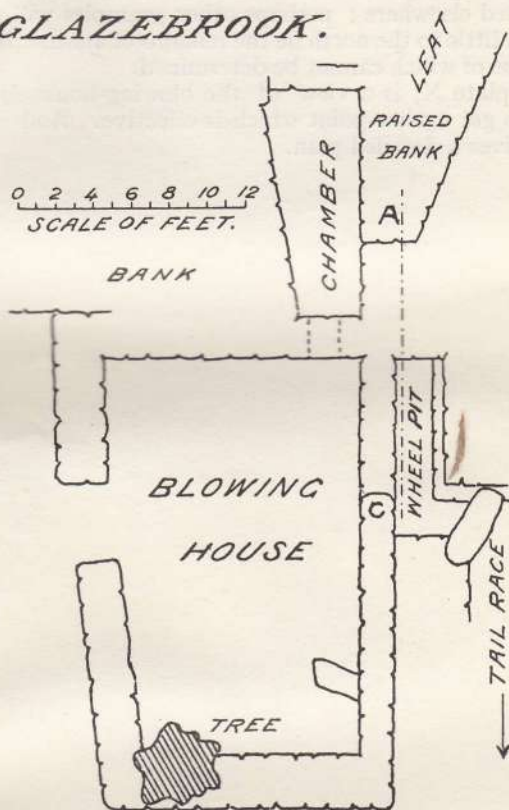 GLAZEBROOK.
LEAT
RAISED
BANK
A
CHAMBER
0 2 4 6 8 10 12
SCALE OF FEET.
BANK
BLOWING
HOUSE
C
WHEEL PIT
TAIL RACE
TREE